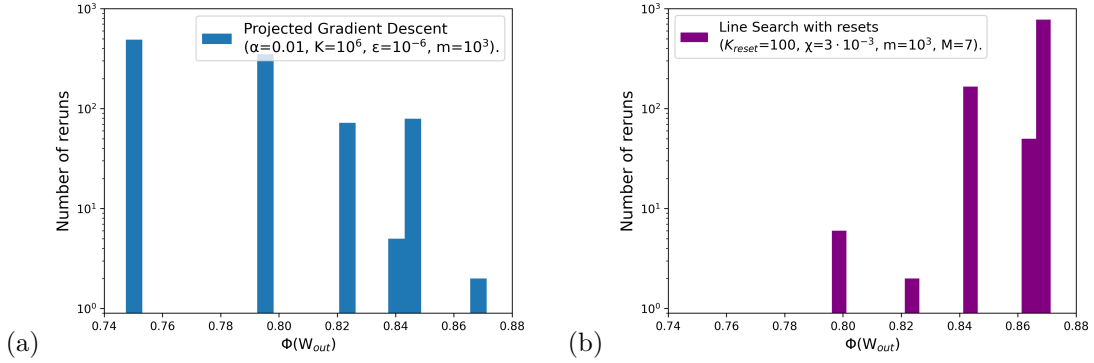 10³
10²
10¹
10⁰
Number of reruns
Projected Gradient Descent
(α=0.01, K=10⁶, ε=10⁻⁶, m=10³).
0.74 0.76 0.78 0.80 0.82 0.84 0.86 0.88
Φ(W_out)
(a)
10³
10²
10¹
10⁰
Number of reruns
Line Search with resets
(K_reset=100, χ=3 · 10⁻³, m=10³, M=7).
0.74 0.76 0.78 0.80 0.82 0.84 0.86 0.88
Φ(W_out)
(b)